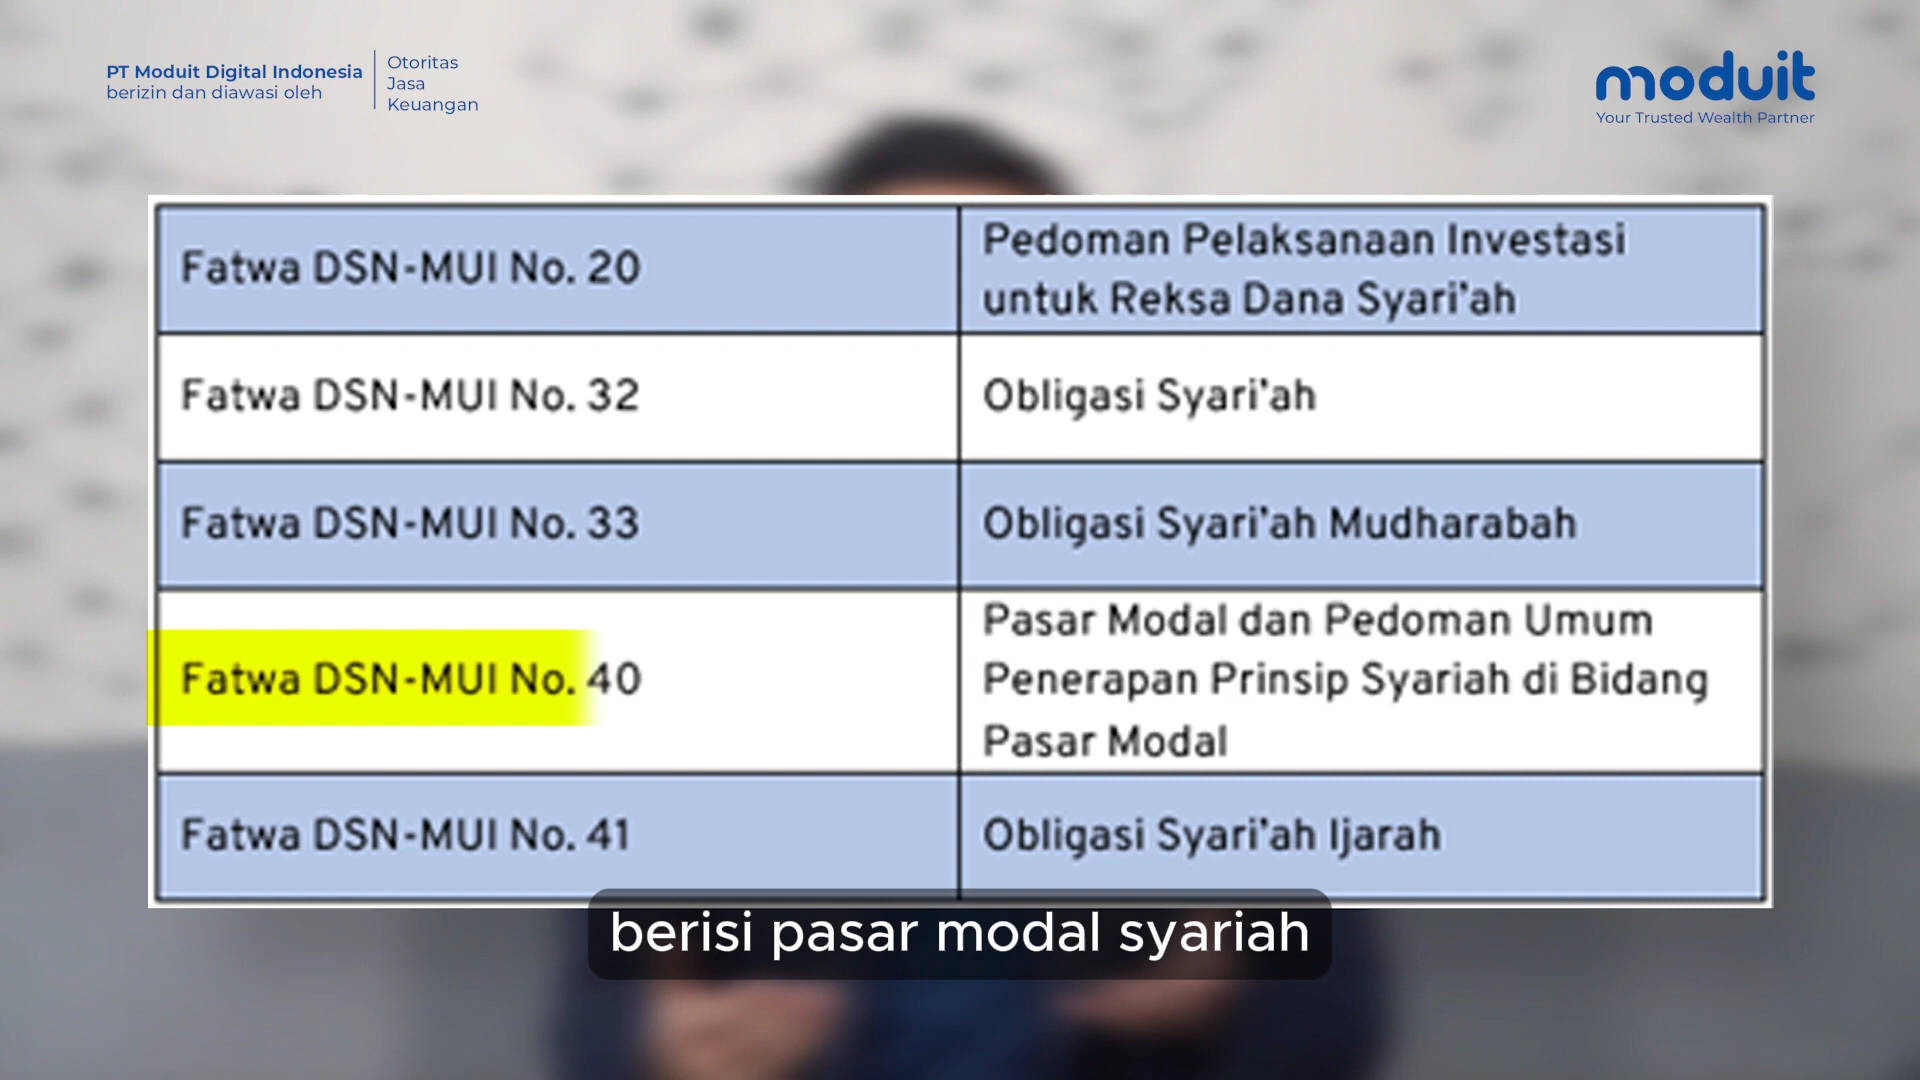 PT Moduit Digital Indonesia
berizin dan diawasi oleh
Otoritas
Jasa
Keuangan
moduit
Your Trusted Wealth Partner
Fatwa DSN-MUI No. 20
Pedoman Pelaksanaan Investasi
untuk Reksa Dana Syari'ah
Fatwa DSN-MUI No. 32
Obligasi Syari'ah
Fatwa DSN-MUI No. 33
Obligasi Syari'ah Mudharabah
Fatwa DSN-MUI No. 40
Pasar Modal dan Pedoman Umum
Penerapan Prinsip Syariah di Bidang
Pasar Modal
Fatwa DSN-MUI No. 41
Obligasi Syari'ah Ijarah
berisi pasar modal syariah